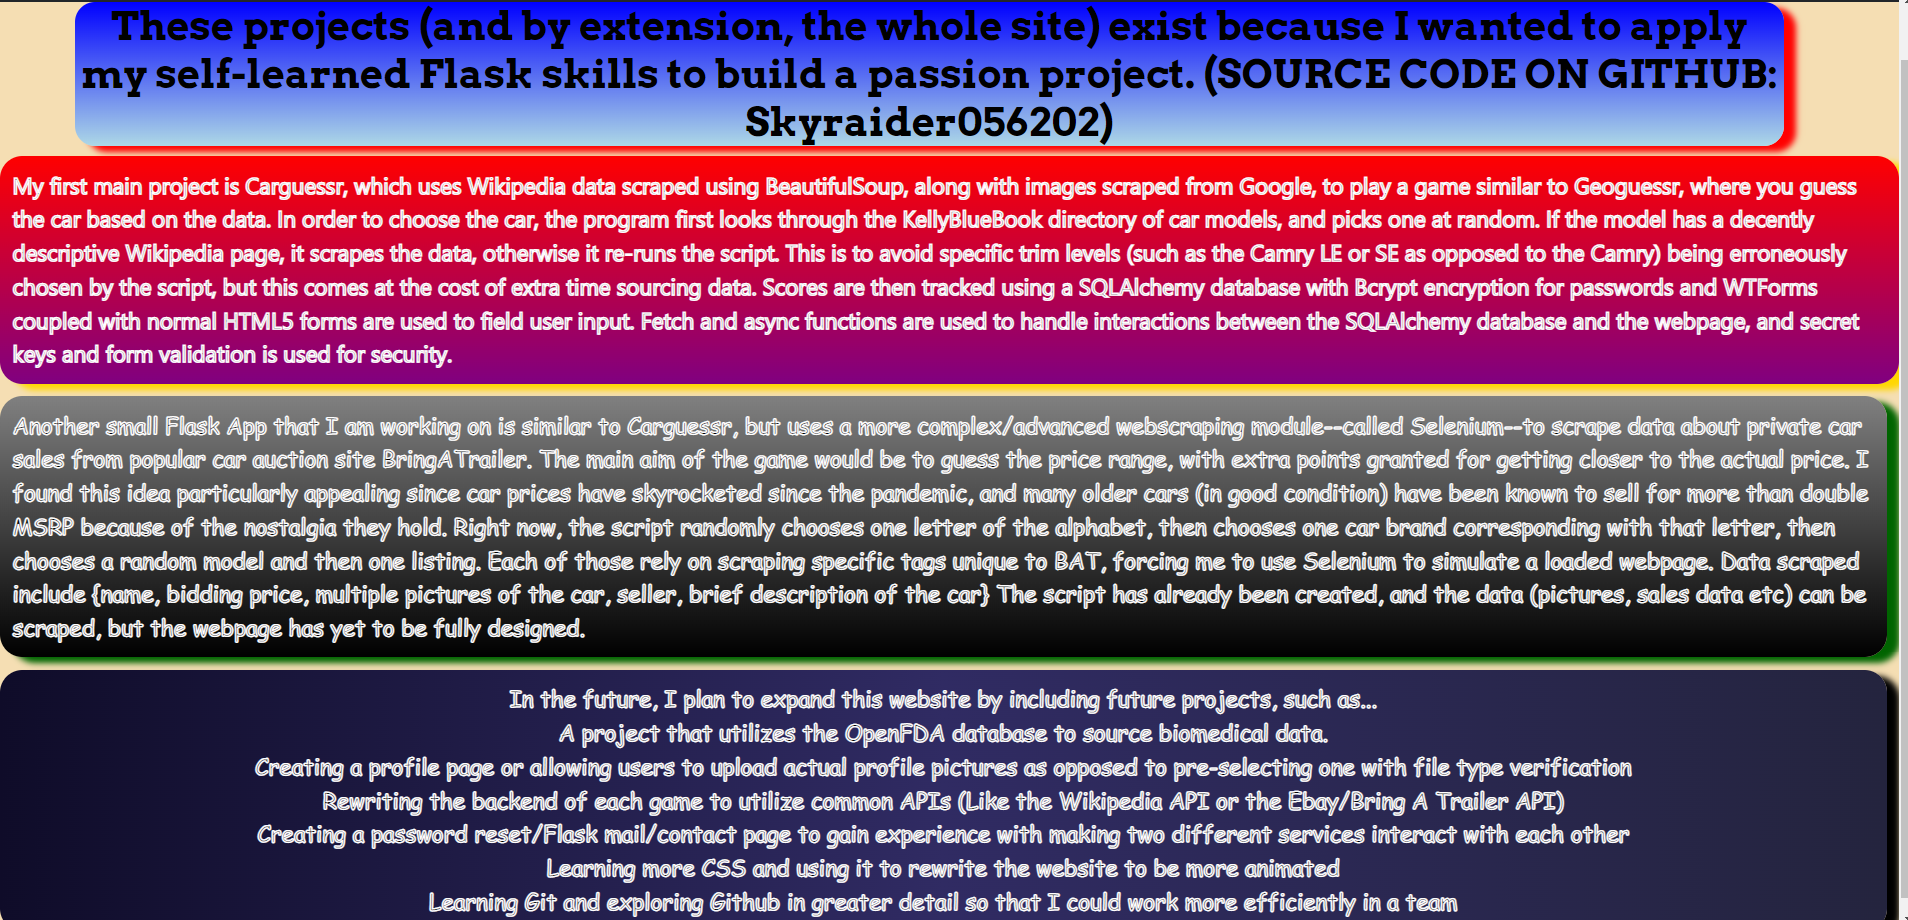 These projects (and by extension, the whole site) exist because I wanted to apply
my self-learned Flask skills to build a passion project. (SOURCE CODE ON GITHUB:
Skyraider056202)
My first main project is Carguessr, which uses Wikipedia data scraped using BeautifulSoup, along with images scraped from Google, to play a game similar to Geoguessr, where you guess
the car based on the data. In order to choose the car, the program first looks through the KellyBlueBook directory of car models, and picks one at random. If the model has a decently
descriptive Wikipedia page, it scrapes the data, otherwise it re-runs the script. This is to avoid specific trim levels (such as the Camry LE or SE as opposed to the Camry) being erroneously
chosen by the script, but this comes at the cost of extra time sourcing data. Scores are then tracked using a SQLAlchemy database with Bcrypt encryption for passwords and WTForms
coupled with normal HTML5 forms are used to field user input. Fetch and async functions are used to handle interactions between the SQLAlchemy database and the webpage, and secret
keys and form validation is used for security.
Another small Flask App that I am working on is similar to Carguessr, but uses a more complex/advanced webscraping module--called Selenium--to scrape data about private car
sales from popular car auction site BringATrailer. The main aim of the game would be to guess the price range, with extra points granted for getting closer to the actual price. I
found this idea particularly appealing since car prices have skyrocketed since the pandemic, and many older cars (in good condition) have been known to sell for more than double
MSRP because of the nostalgia they hold. Right now, the script randomly chooses one letter of the alphabet, then chooses one car brand corresponding with that letter, then
chooses a random model and then one listing. Each of those rely on scraping specific tags unique to BAT, forcing me to use Selenium to simulate a loaded webpage. Data scraped
include {name, bidding price, multiple pictures of the car, seller, brief description of the car} The script has already been created, and the data (pictures, sales data etc) can be
scraped, but the webpage has yet to be fully designed.
In the future, I plan to expand this website by including future projects, such as...
A project that utilizes the OpenFDA database to source biomedical data.
Creating a profile page or allowing users to upload actual profile pictures as opposed to pre-selecting one with file type verification
Rewriting the backend of each game to utilize common APIs (Like the Wikipedia API or the Ebay/Bring A Trailer API)
Creating a password reset/Flask mail/contact page to gain experience with making two different services interact with each other
Learning more CSS and using it to rewrite the website to be more animated
Learning Git and exploring Github in greater detail so that I could work more efficiently in a team